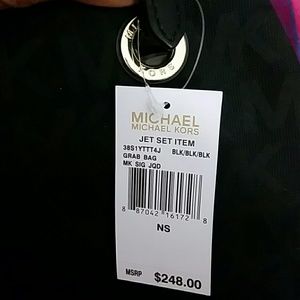 KORS
MICHAEL
MICHAEL KORS
JET SET ITEM
38S1YTTT4J BLK/BLK/BLK
GRAB BAG
MK SIG JQD
8 87042 16172 8
NS
MSRP $248.00